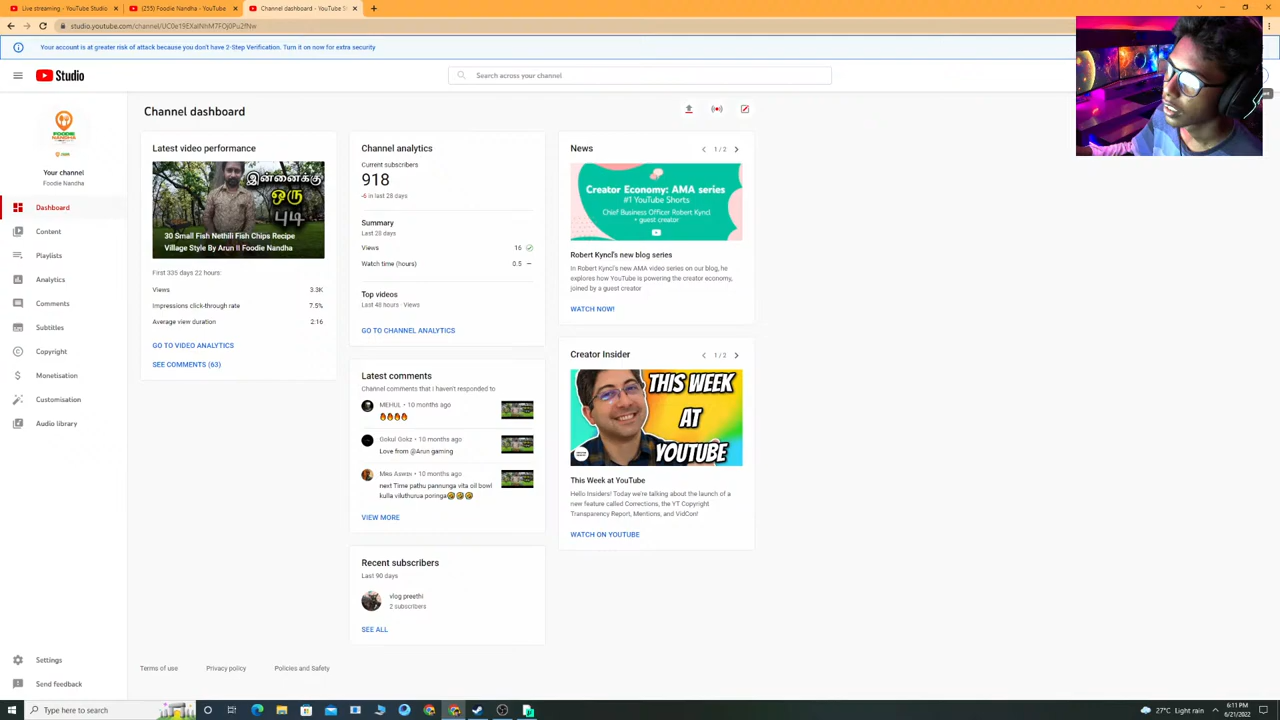 Live streaming - YouTube Studio
(255) Foodie Nandha - YouTube
Channel dashboard - YouTube St
Your account is at greater risk of attack because you don't have 2-Step Verification. Turn it on now for extra security
Studio
Search across your channel
FOODIE
NANDHA
Your channel
Foodie Nandha
Dashboard
Content
Playlists
Analytics
Comments
Subtitles
Copyright
Monetisation
Customisation
Audio library
Settings
Send feedback
Channel dashboard
Latest video performance
இன்னைக்கு
ஒரு
புடி
30 Small Fish Nethili Fish Chips Recipe
Village Style By Arun II Foodie Nandha
First 335 days 22 hours:
Views 3.3K
Impressions click-through rate 7.5%
Average view duration 2:16
GO TO VIDEO ANALYTICS
SEE COMMENTS (63)
Channel analytics
Current subscribers
918
-6 in last 28 days
Summary
Last 28 days
Views 16
Watch time (hours) 0.5 –
Top videos
Last 48 hours · Views
GO TO CHANNEL ANALYTICS
Latest comments
Channel comments that I haven't responded to
MEHUL • 10 months ago
🔥🔥🔥🔥
Gokul Gokz • 10 months ago
Love from @Arun gaming
10 months ago
next Time pathu pannunga vita oil bowl
kulla viluthurua poringa🤣🤣🤣
VIEW MORE
Recent subscribers
Last 90 days
vlog preethi
2 subscribers
SEE ALL
News
1 / 2
Creator Economy: AMA series
#1 YouTube Shorts
Chief Business Officer Robert Kyncl
+ guest creator
Robert Kyncl's new blog series
In Robert Kyncl's new AMA video series on our blog, he
explores how YouTube is powering the creator economy,
joined by a guest creator
WATCH NOW!
Creator Insider
1 / 2
THIS WEEK
AT
YOUTUBE
This Week at YouTube
Hello Insiders! Today we're talking about the launch of a
new feature called Corrections, the YT Copyright
Transparency Report, Mentions, and VidCon!
WATCH ON YOUTUBE
Terms of use
Privacy policy
Policies and Safety
Type here to search
27°C Light rain
6:11 PM
6/21/2022